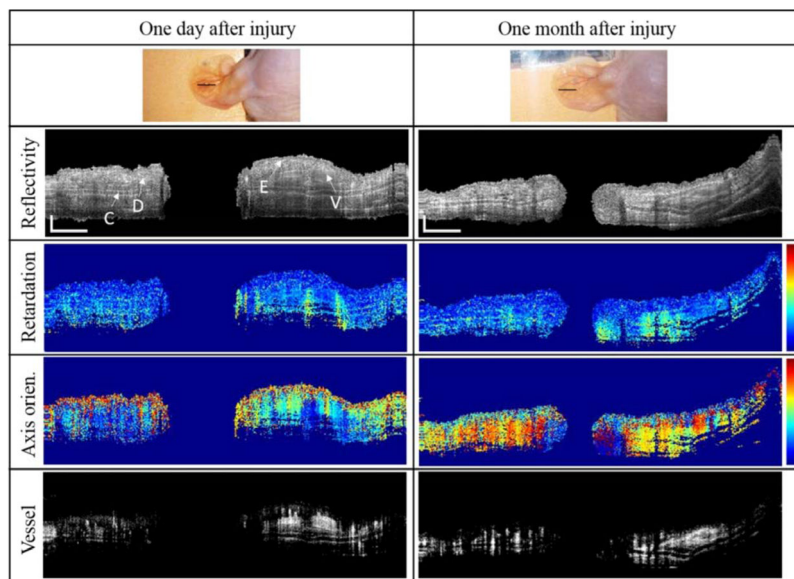 One day after injury
One month after injury
Reflectivity
C
D
E
V
Retardation
Axis orien.
Vessel